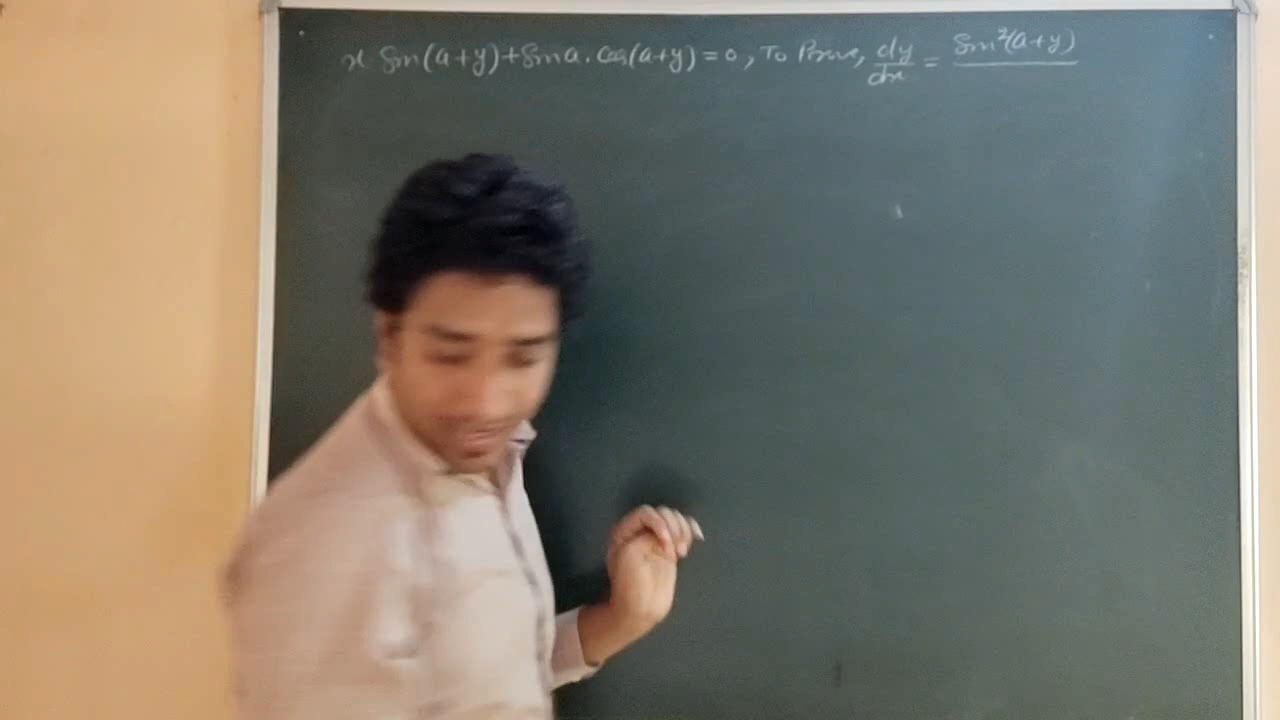 x Sin(a+y)+Sina.Cos(a+y)=0, To Prove, dy/dx = Sin²(a+y)/